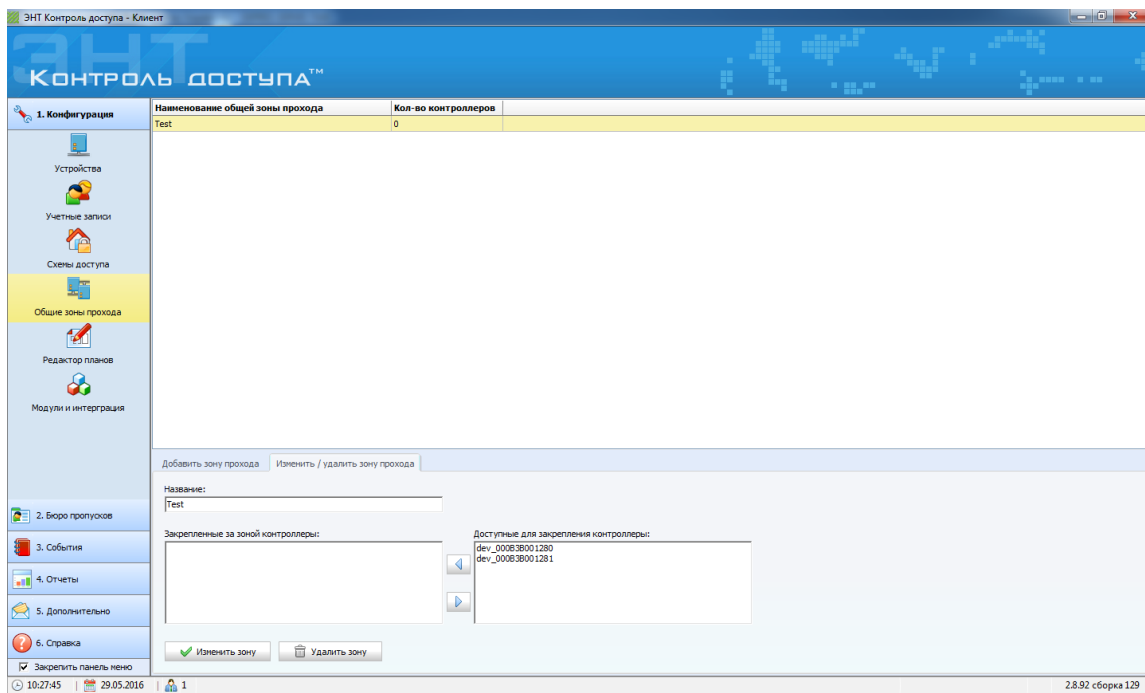 ЭНТ Контроль доступа - Клиент
ЭНТ
Контроль доступа™
1. Конфигурация
Устройства
Учетные записи
Схемы доступа
Общие зоны прохода
Редактор планов
Модули и интерграция
2. Бюро пропусков
3. События
4. Отчеты
5. Дополнительно
6. Справка
Закрепить панель меню
Наименование общей зоны прохода Кол-во контроллеров
Test 0
Добавить зону прохода Изменить / удалить зону прохода
Название:
Test
Закрепленные за зоной контроллеры: Доступные для закрепления контроллеры:
dev_000B3B001280
dev_000B3B001281
Изменить зону Удалить зону
10:27:45 29.05.2016 1 2.8.92 сборка 129